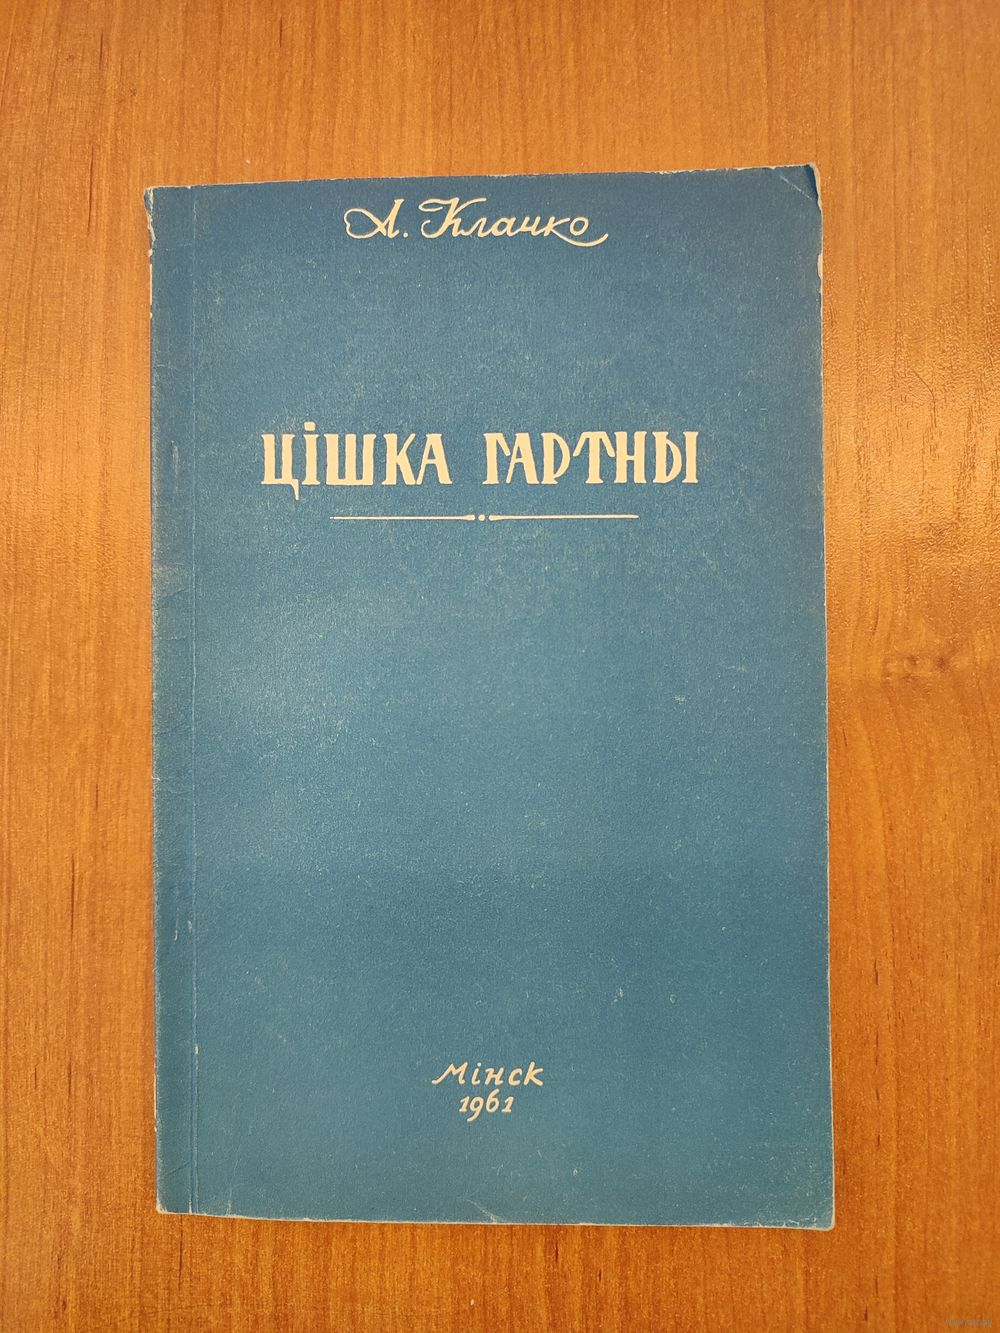 А. Клачко
ЦІШКА ГАРТНЫ
Мінск
1961